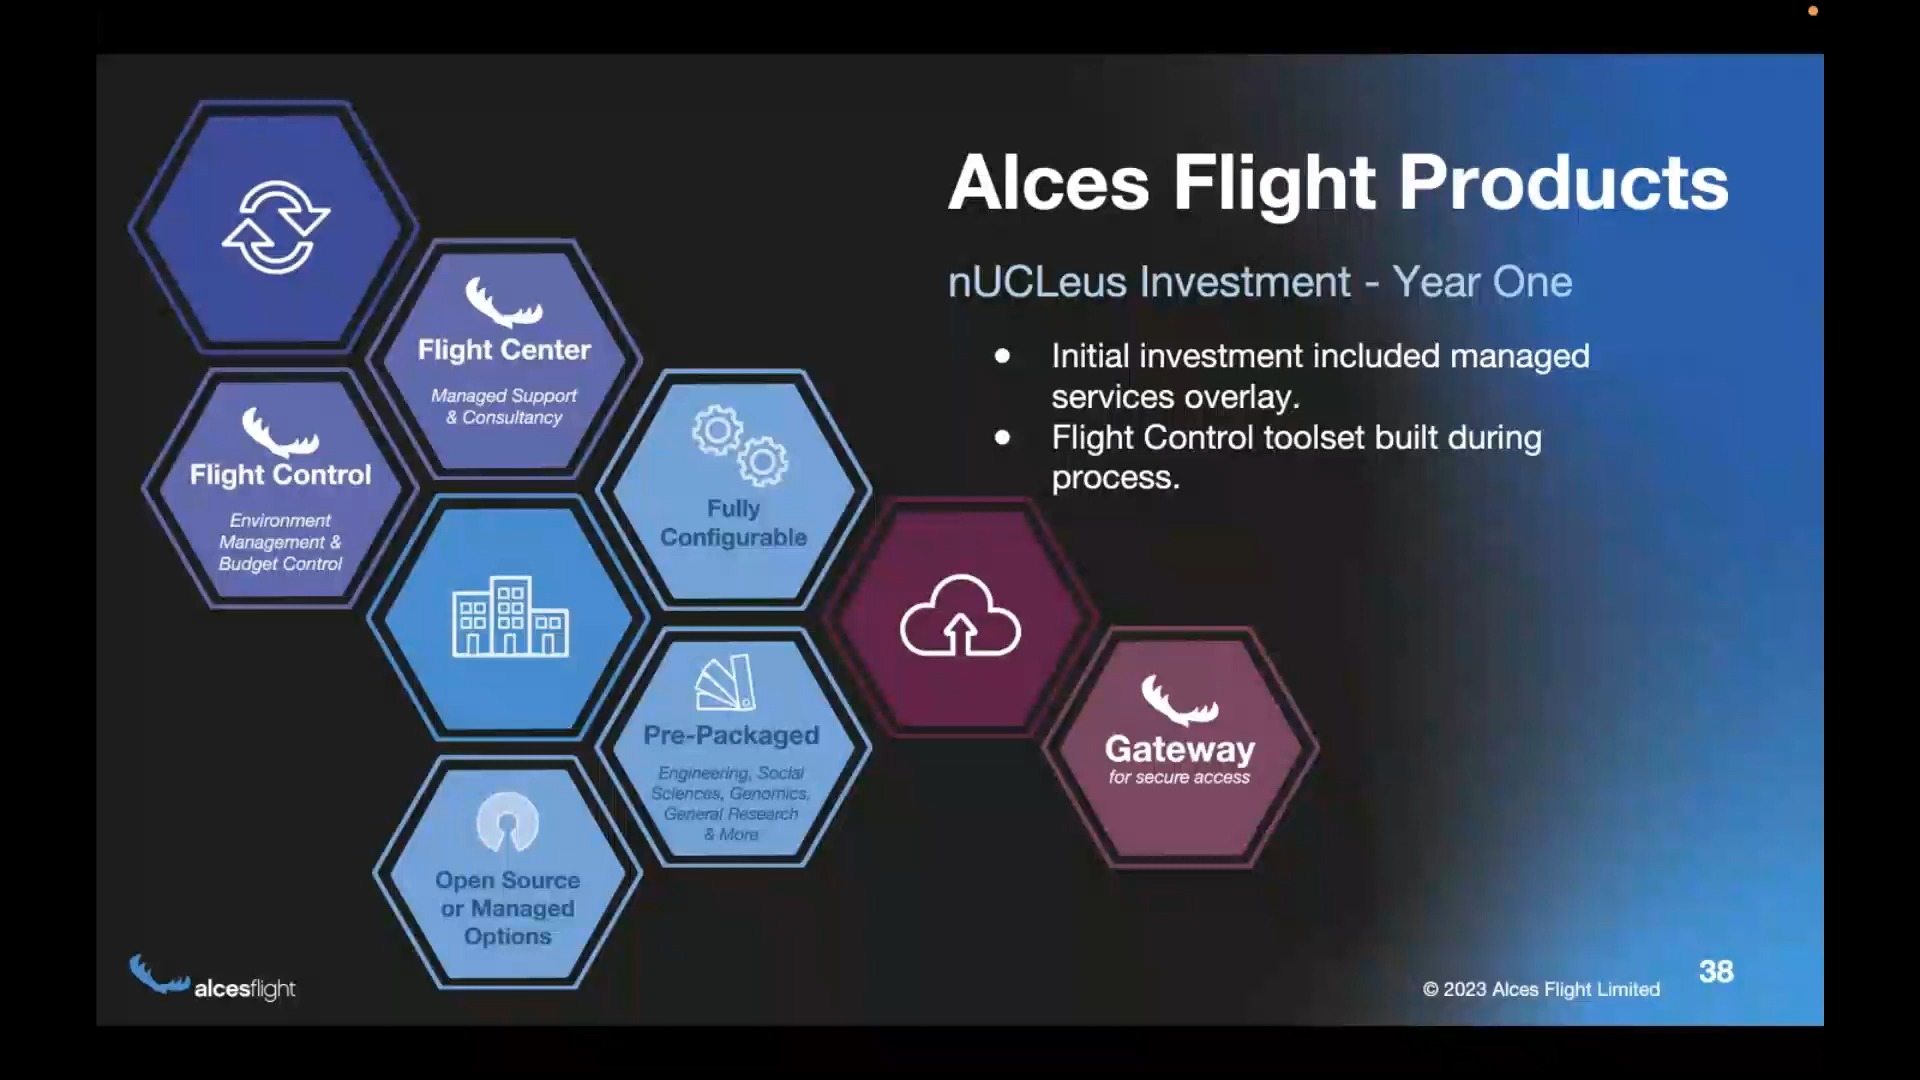 Alces Flight Products
nUCLeus Investment - Year One
● Initial investment included managed
services overlay.
● Flight Control toolset built during
process.
Flight Center
Managed Support
& Consultancy
Flight Control
Environment
Management &
Budget Control
Fully
Configurable
Pre-Packaged
Engineering, Social
Sciences, Genomics,
General Research
& More
Gateway
for secure access
Open Source
or Managed
Options
alcesflight
© 2023 Alces Flight Limited
38